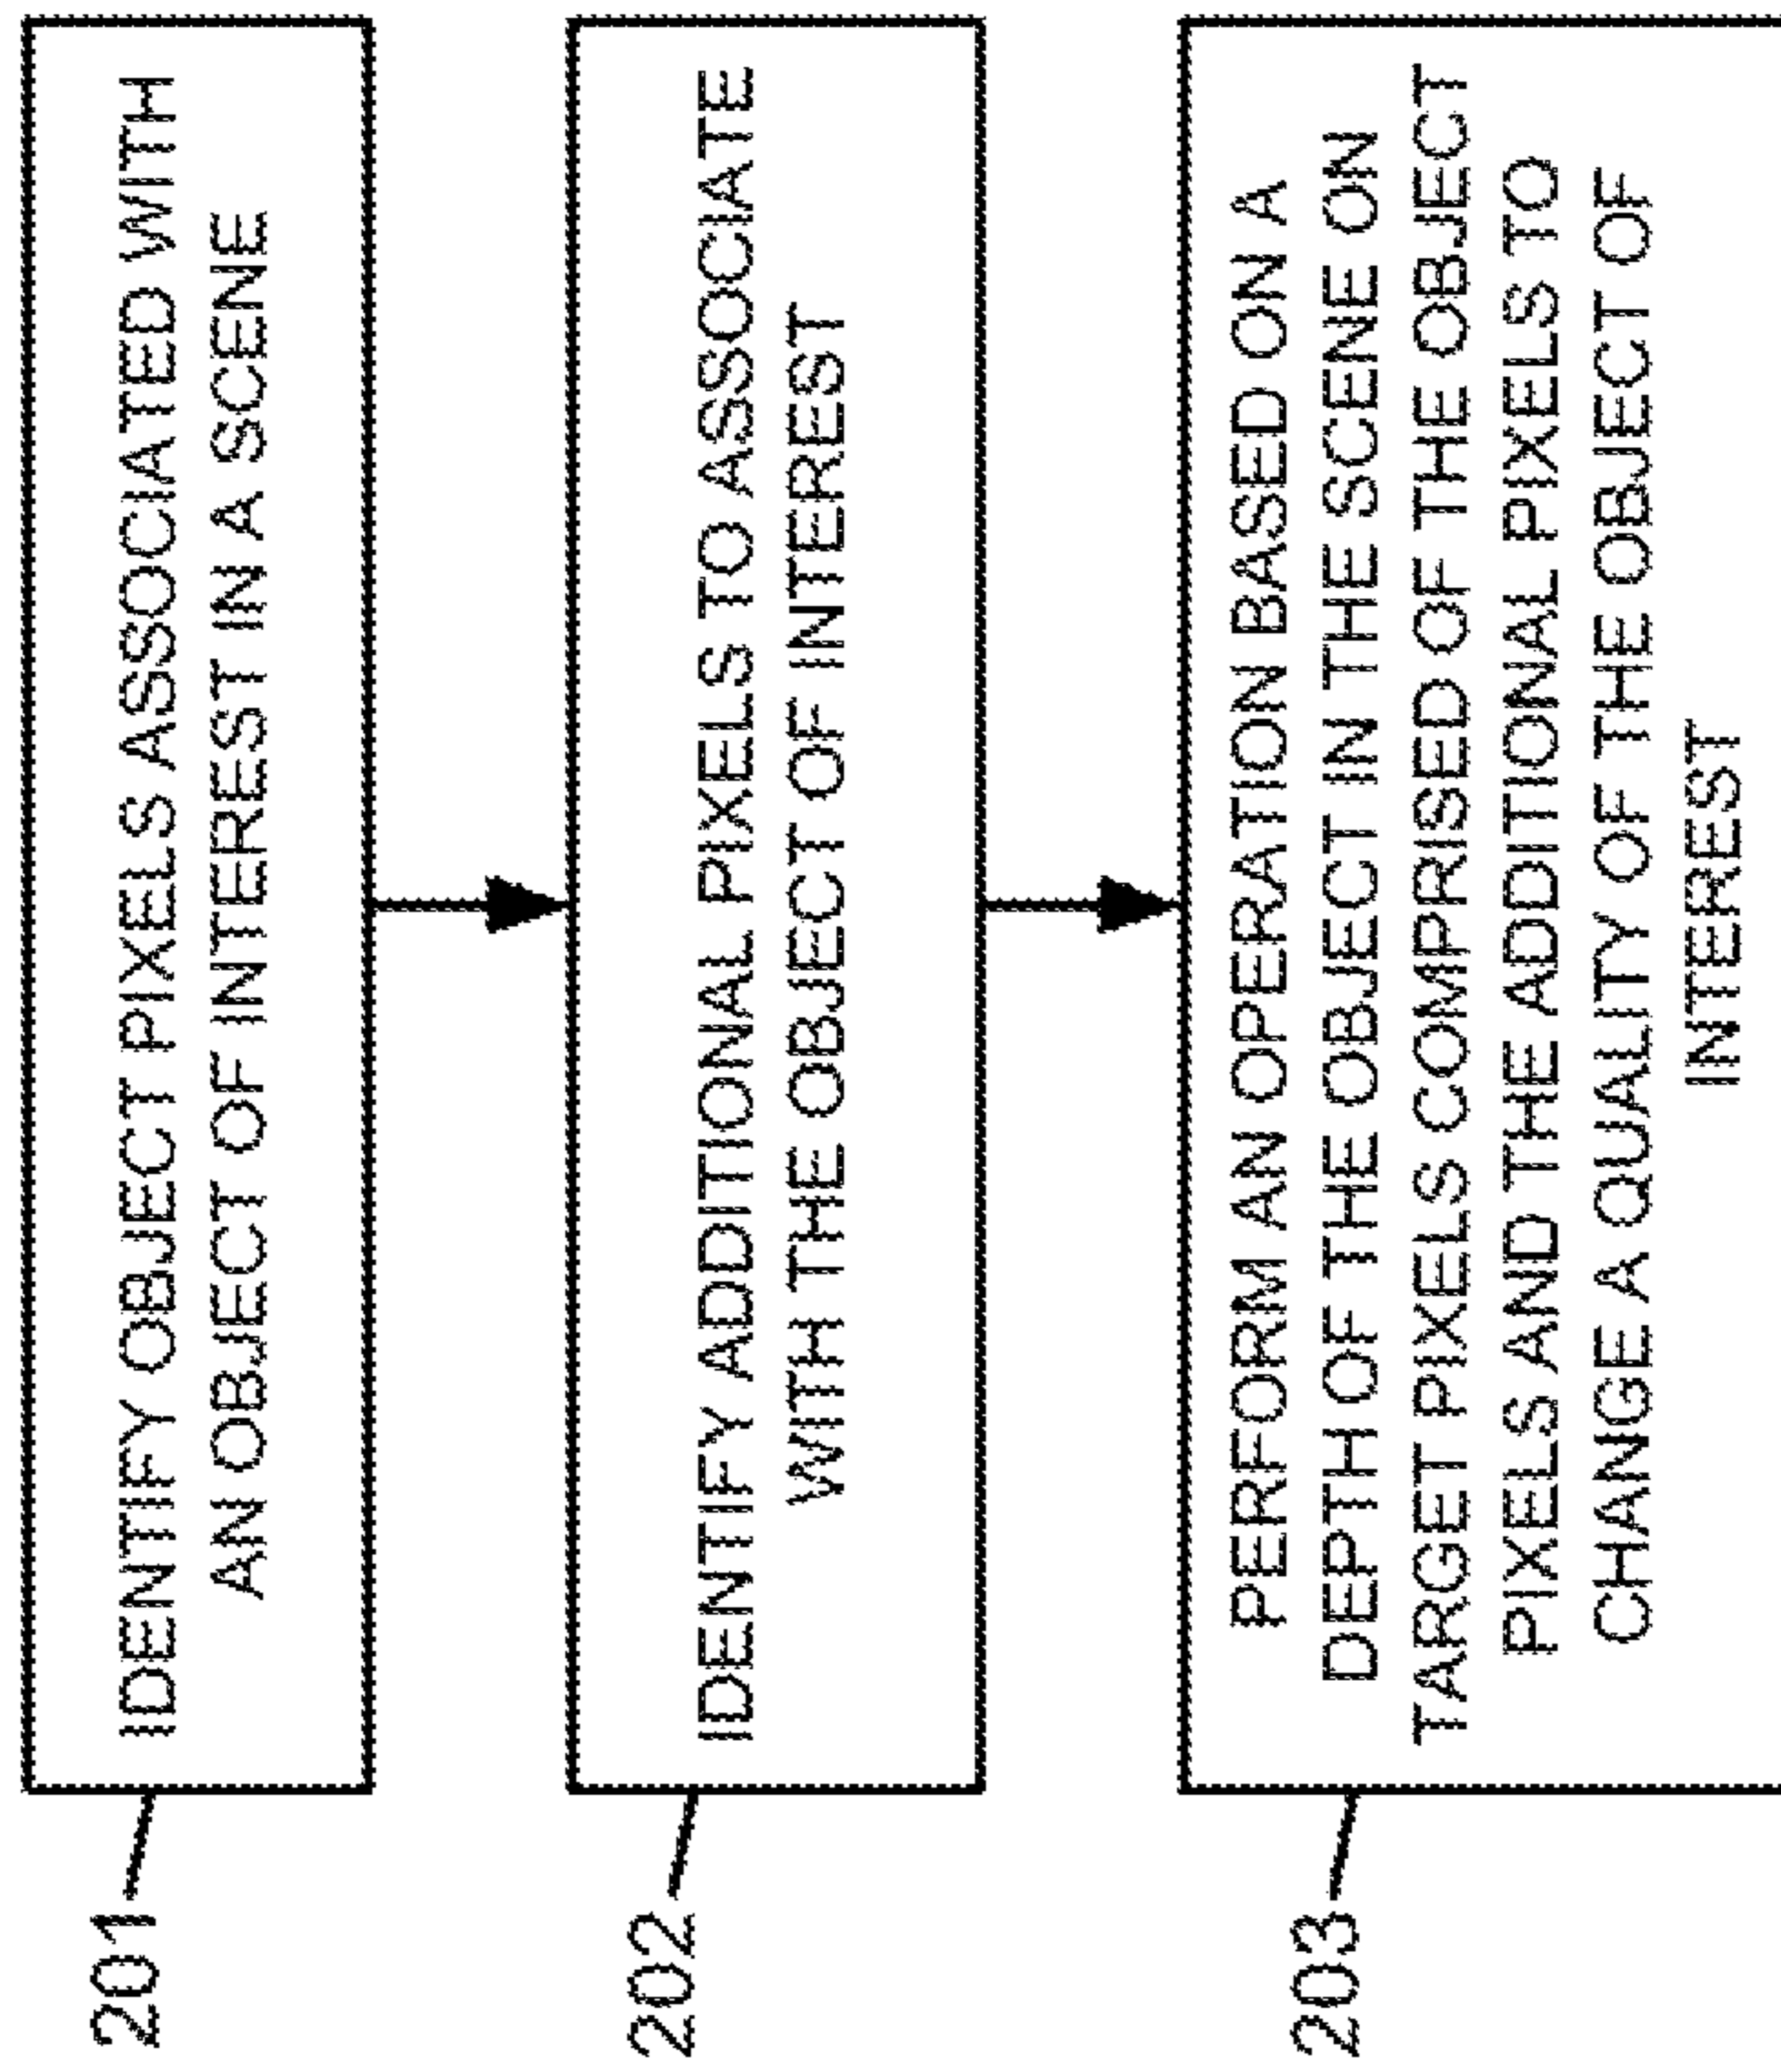 201
IDENTIFY OBJECT PIXELS ASSOCIATED WITH
AN OBJECT OF INTEREST IN A SCENE
202
IDENTIFY ADDITIONAL PIXELS TO ASSOCIATE
WITH THE OBJECT OF INTEREST
203
PERFORM AN OPERATION BASED ON A
DEPTH OF THE OBJECT IN THE SCENE ON
TARGET PIXELS COMPRISED OF THE OBJECT
PIXELS AND THE ADDITIONAL PIXELS TO
CHANGE A QUALITY OF THE OBJECT OF
INTEREST